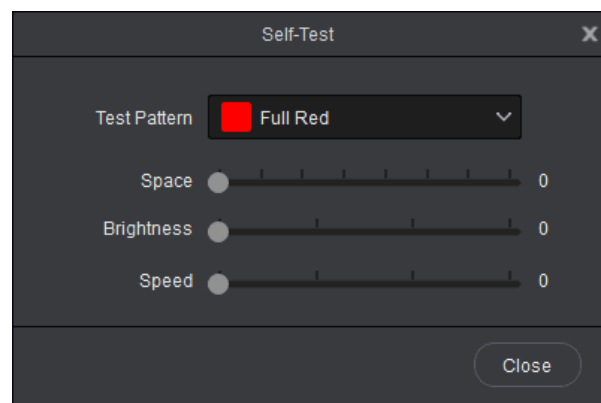 Self-Test
Test Pattern Full Red
Space 0
Brightness 0
Speed 0
Close